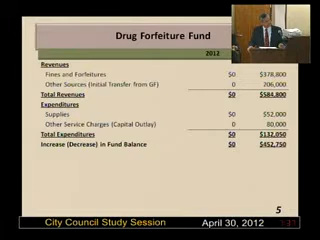 Drug Forfeiture Fund
2012
Revenues
Fines and Forfeitures $0 $378,800
Other Sources (Initial Transfer from GF) 0 206,000
Total Revenues $0 $584,800
Expenditures
Supplies $0 $52,000
Other Service Charges (Capital Outlay) 0 80,000
Total Expenditures $0 $132,050
Increase (Decrease) in Fund Balance $0 $452,750
5
City Council Study Session April 30, 2012